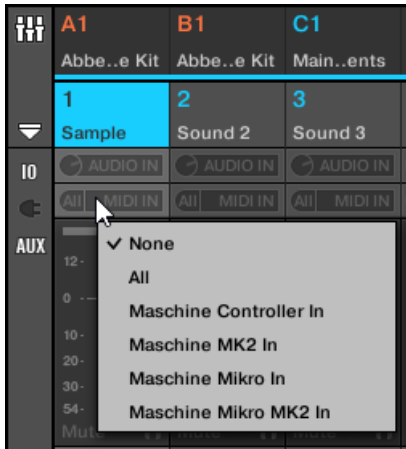 A1 B1 C1
Abbe..e Kit Abbe..e Kit Main..ents
1 2 3
Sample Sound 2 Sound 3
IO AUDIO IN AUDIO IN AUDIO IN
All MIDI IN All MIDI IN All MIDI IN
AUX
✓ None
All
Maschine Controller In
Maschine MK2 In
Maschine Mikro In
Maschine Mikro MK2 In
12-
0
10-
20-
30-
54-
Mute Mute Mute